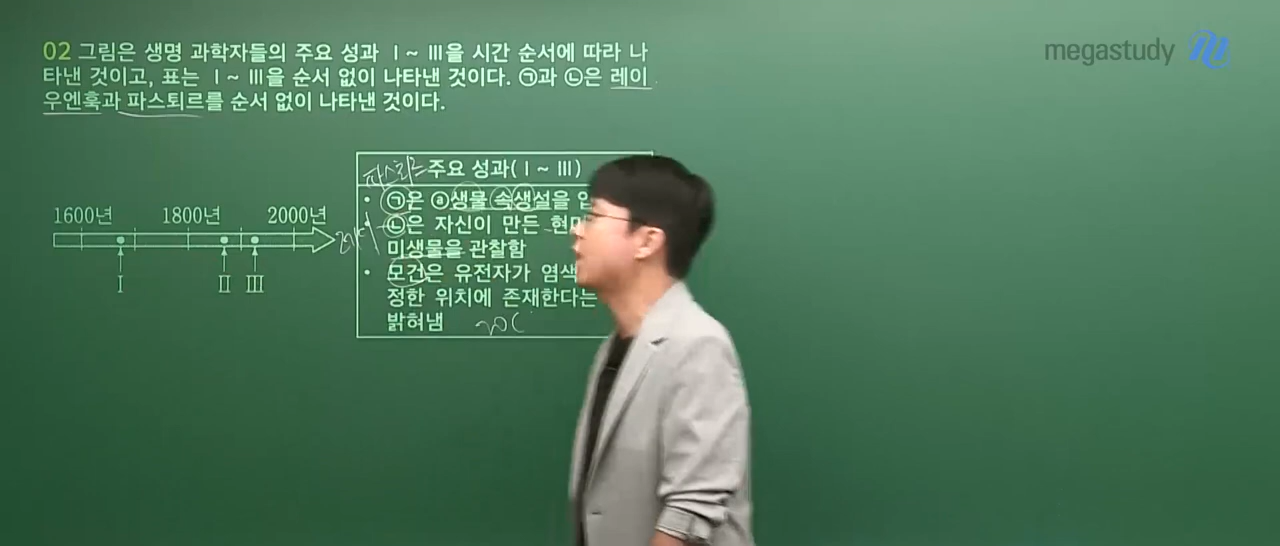 megastudy
02 그림은 생명 과학자들의 주요 성과 Ⅰ~Ⅲ을 시간 순서에 따라 나
타낸 것이고, 표는 Ⅰ~Ⅲ을 순서 없이 나타낸 것이다. ㉠과 ㉡은 레이
우엔훅과 파스퇴르를 순서 없이 나타낸 것이다.
1600년 1800년 2000년
Ⅰ Ⅱ Ⅲ
주요 성과(Ⅰ~Ⅲ)
• ㉠은 ⓐ생물 속생설을
㉡은 자신이 만든
미생물을 관찰함
• 모건은 유전자가
정한 위치에 존재한다는
밝혀냄
20C